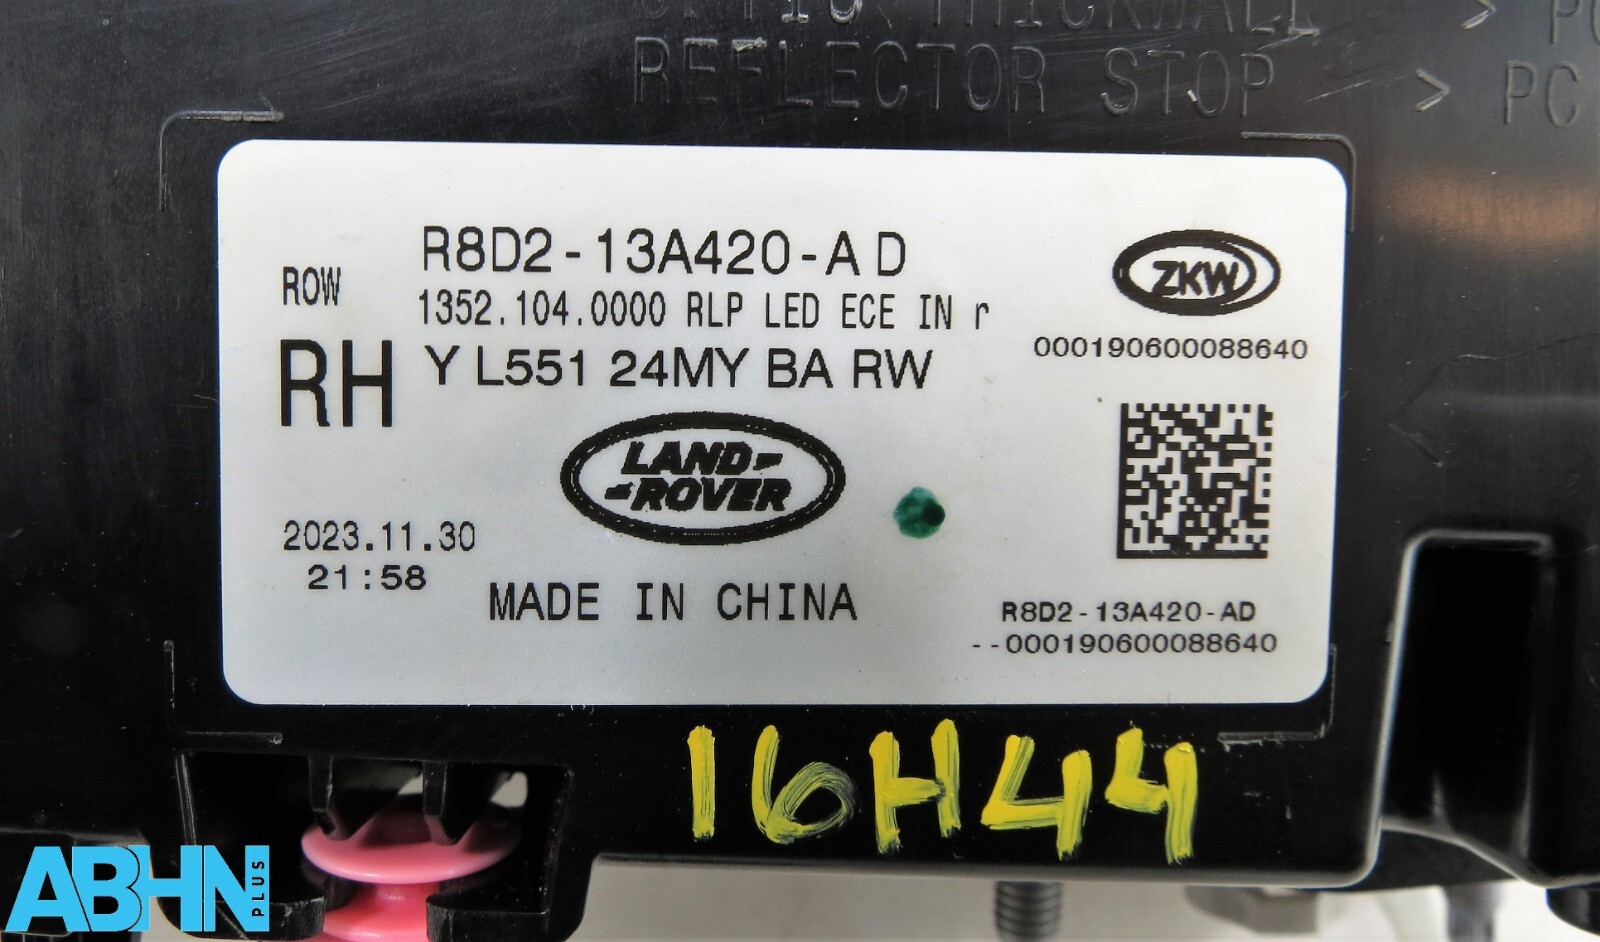 REFLECTOR STOP > PC
ROW
R8D2-13A420-A D
1352.104.0000 RLP LED ECE IN r
RH
Y L551 24MY BA RW
ZKW
000190600088640
LAND-
-ROVER
2023.11.30
21:58
MADE IN CHINA
R8D2-13A420-AD
--000190600088640
16H44
ABHN PLUS